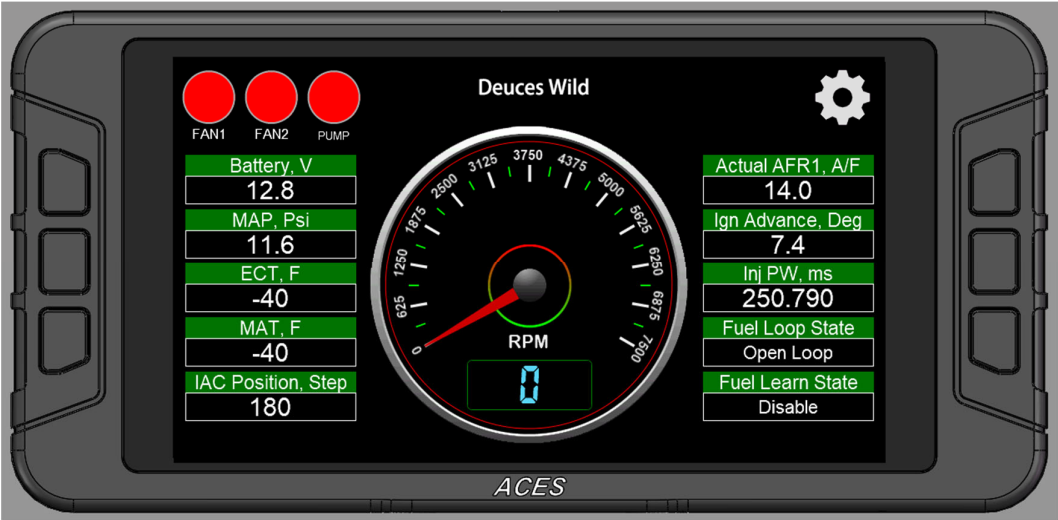 Deuces Wild
FAN1 FAN2 PUMP
Battery, V
12.8
MAP, Psi
11.6
ECT, F
-40
MAT, F
-40
IAC Position, Step
180
0
625
1250
1875
2500
3125
3750
4375
5000
5625
6250
6875
7500
RPM
0
Actual AFR1, A/F
14.0
Ign Advance, Deg
7.4
Inj PW, ms
250.790
Fuel Loop State
Open Loop
Fuel Learn State
Disable
ACES